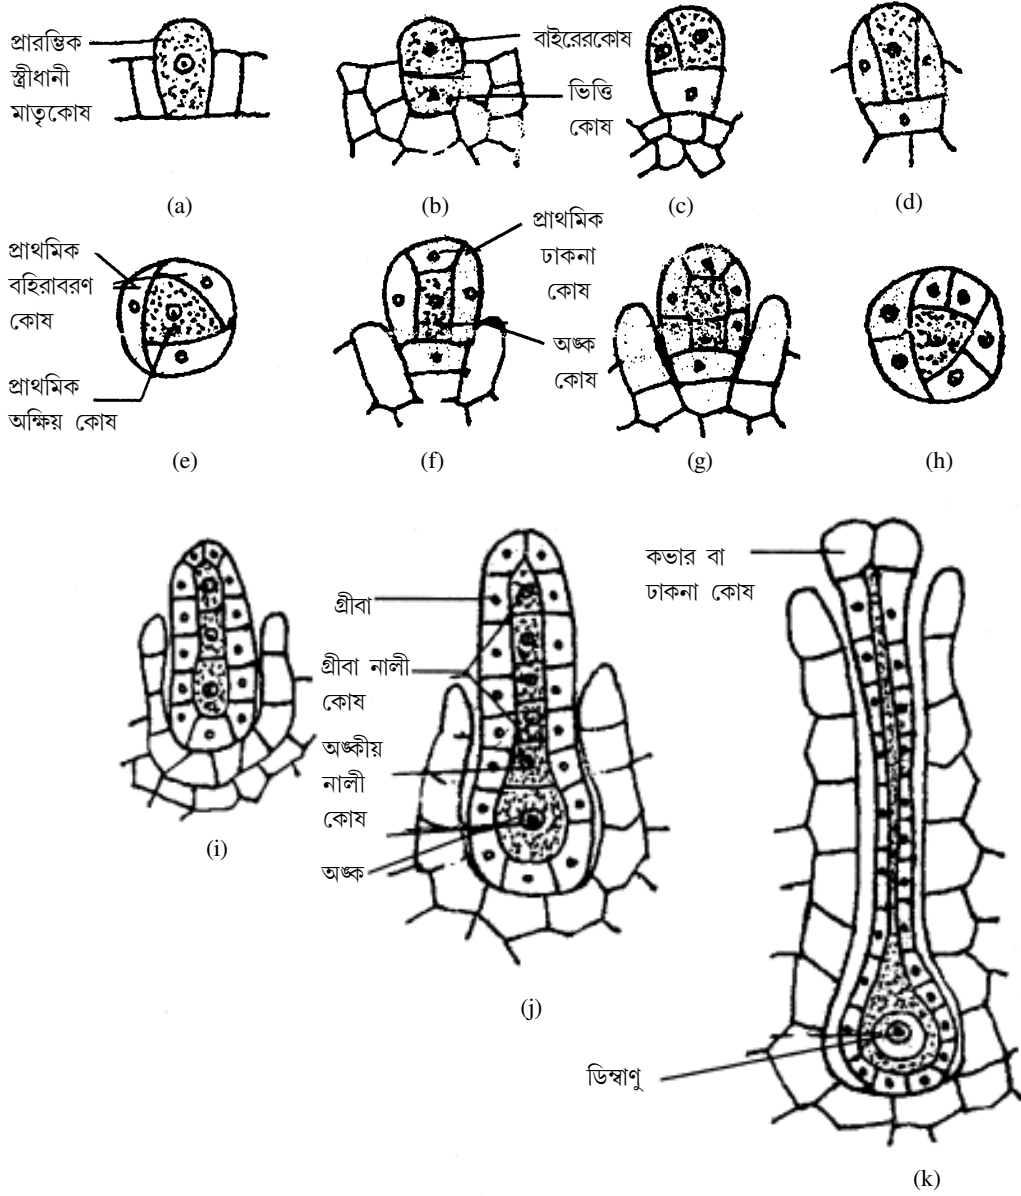 প্রারম্ভিক
স্ত্রীধানী
মাতৃকোষ
বাইরেরকোষ
ভিত্তি
কোষ
(a)
(b)
(c)
(d)
প্রাথমিক
বহিরাবরণ
কোষ
প্রাথমিক
অক্ষিয় কোষ
প্রাথমিক
ঢাকনা
কোষ
অঙ্ক
কোষ
(e)
(f)
(g)
(h)
গ্রীবা
গ্রীবা নালী
কোষ
অঙ্কীয়
নালী
কোষ
অঙ্ক
কভার বা
ঢাকনা কোষ
(i)
(j)
ডিম্বাণু
(k)